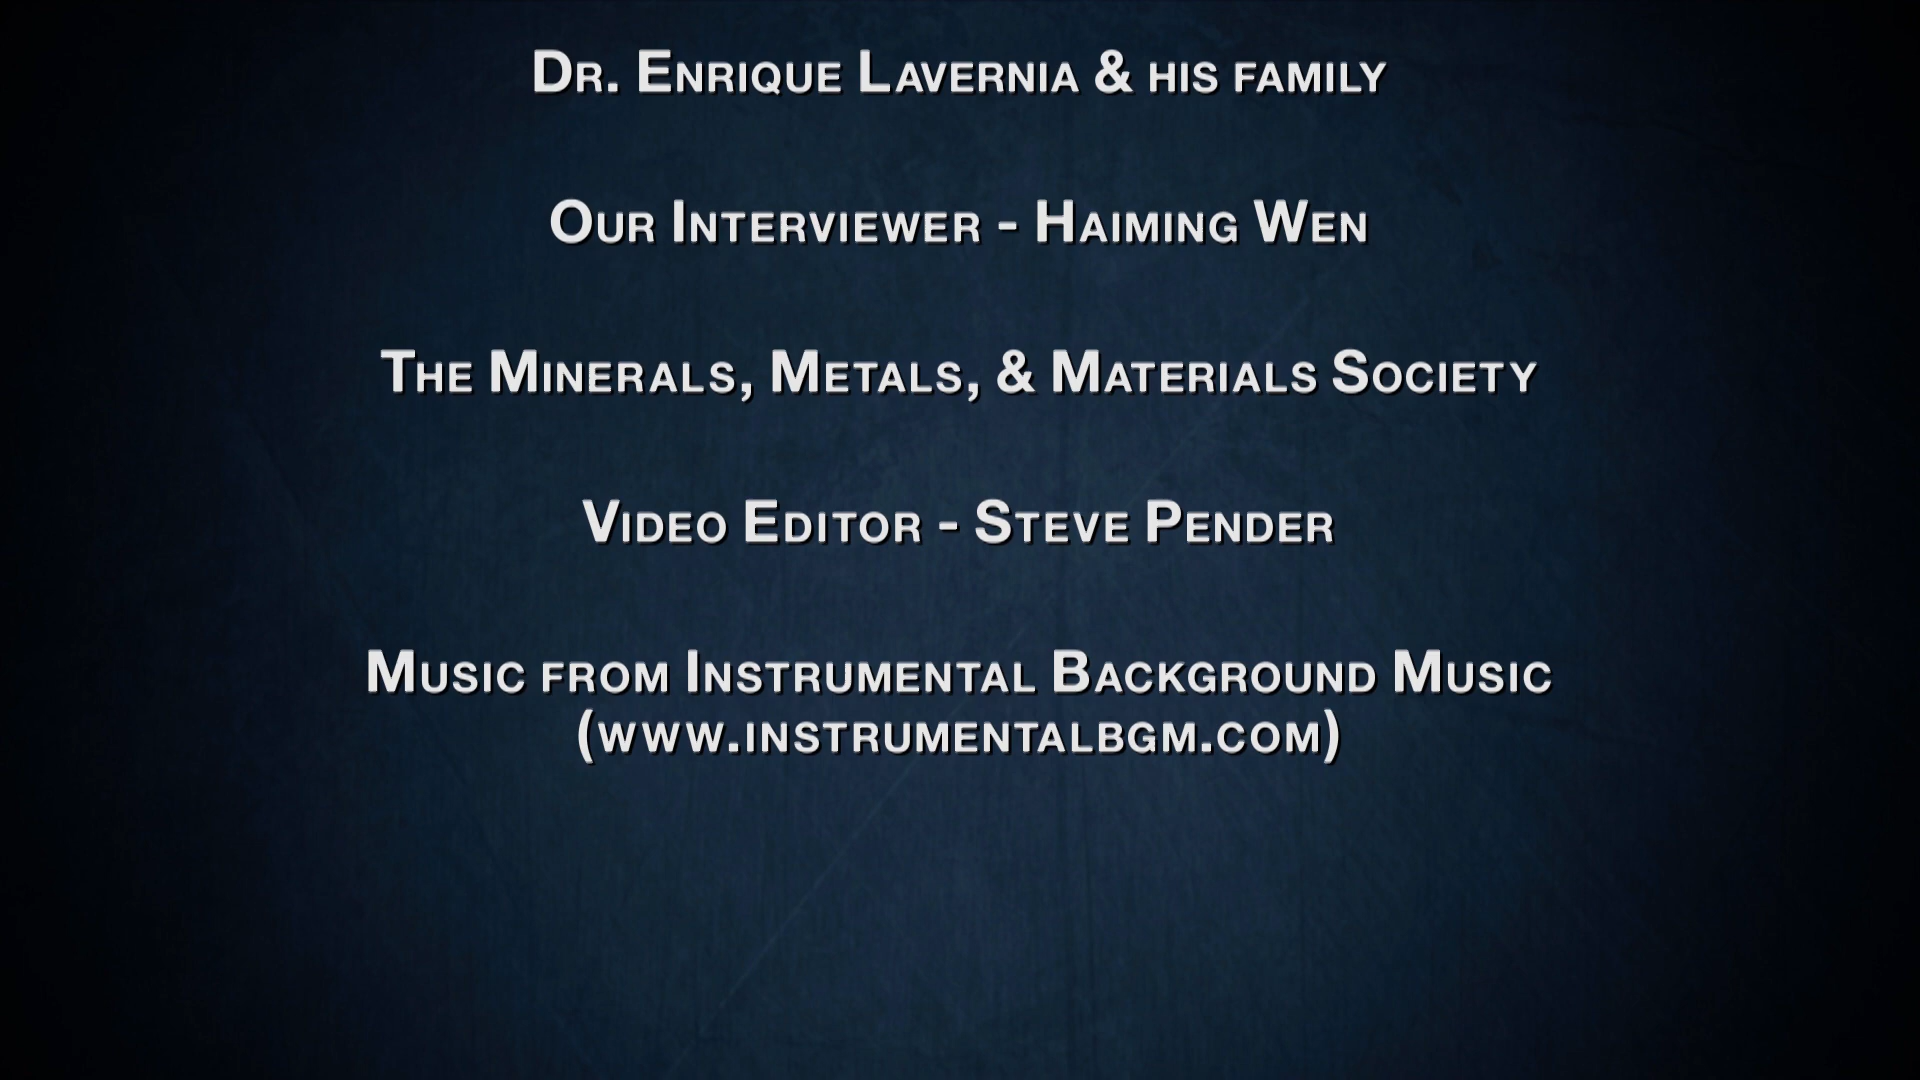 Dr. Enrique Lavernia & his family
Our Interviewer - Haiming Wen
The Minerals, Metals, & Materials Society
Video Editor - Steve Pender
Music from Instrumental Background Music
(www.instrumentalbgm.com)